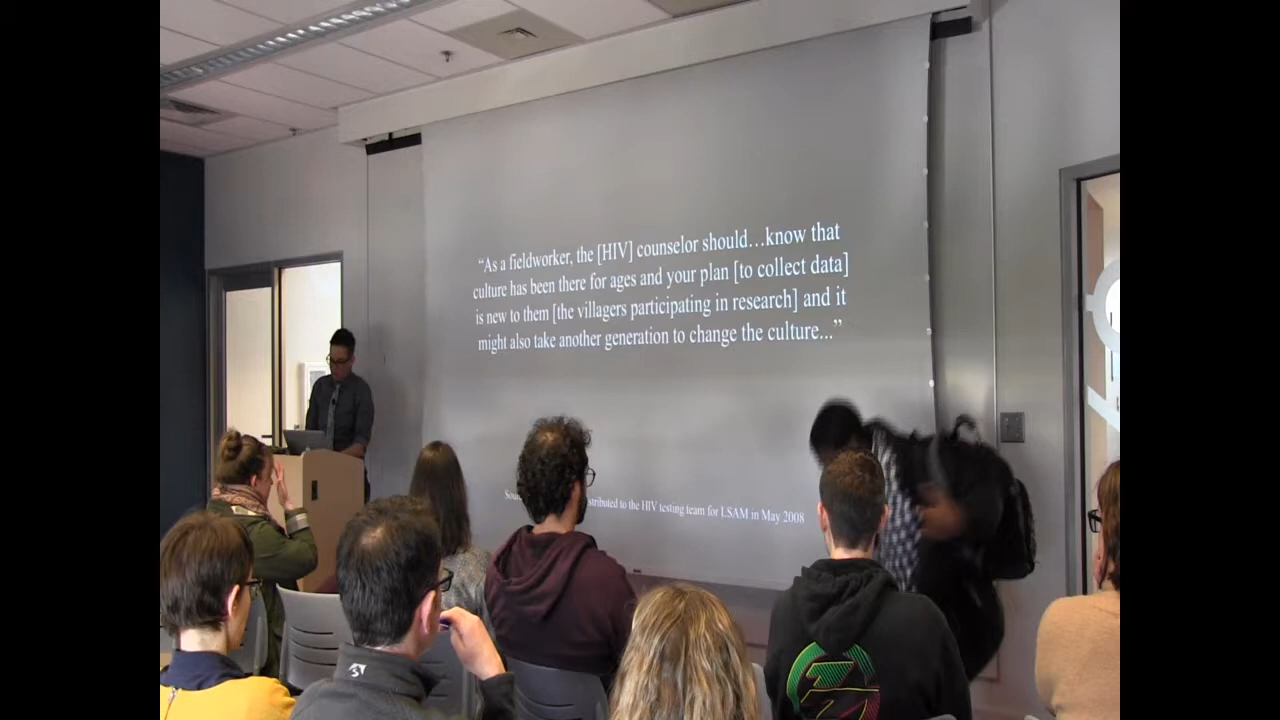 “As a fieldworker, the [HIV] counselor should…know that
culture has been there for ages and your plan [to collect data]
is new to them [the villagers participating in research] and it
might also take another generation to change the culture...”
stributed to the HIV testing team for LSAM in May 2008